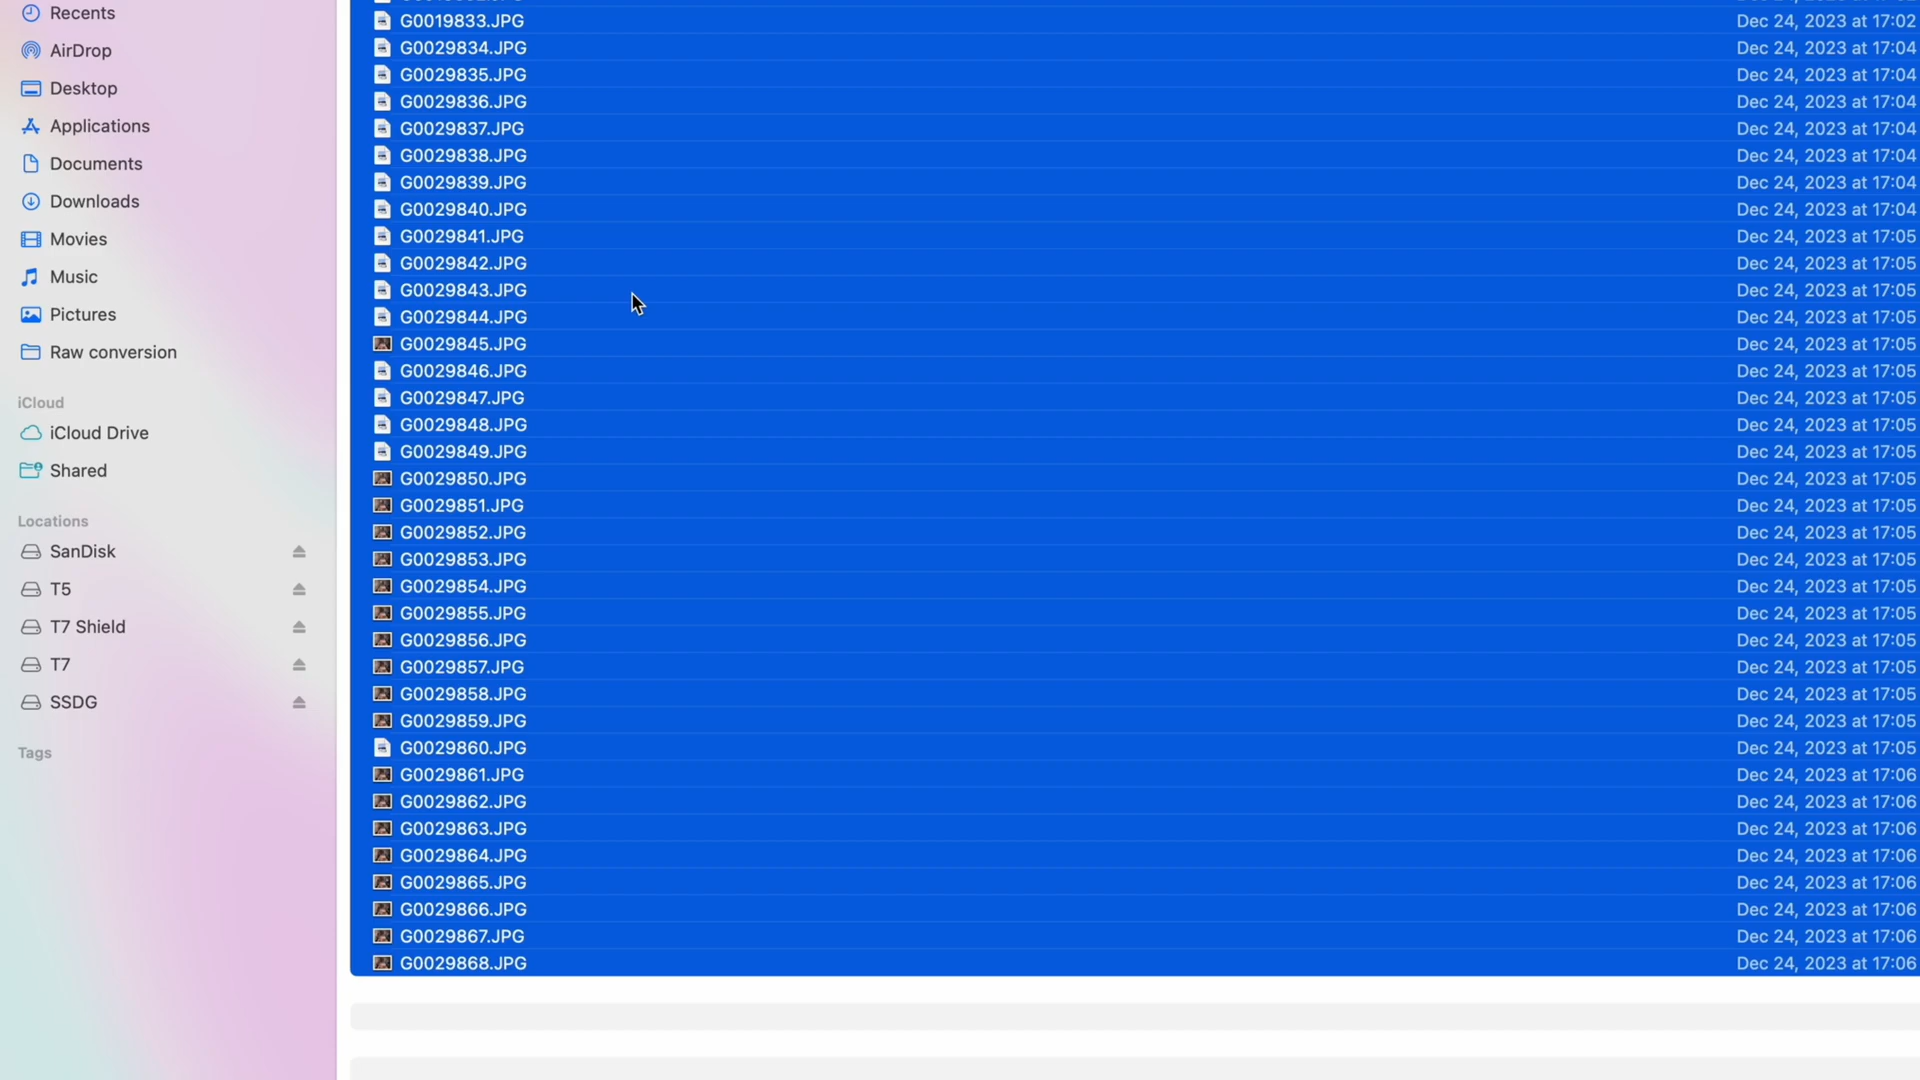 Recents
AirDrop
Desktop
Applications
Documents
Downloads
Movies
Music
Pictures
Raw conversion
iCloud
iCloud Drive
Shared
Locations
SanDisk
T5
T7 Shield
T7
SSDG
Tags
G0019833.JPG Dec 24, 2023 at 17:02
G0029834.JPG Dec 24, 2023 at 17:04
G0029835.JPG Dec 24, 2023 at 17:04
G0029836.JPG Dec 24, 2023 at 17:04
G0029837.JPG Dec 24, 2023 at 17:04
G0029838.JPG Dec 24, 2023 at 17:04
G0029839.JPG Dec 24, 2023 at 17:04
G0029840.JPG Dec 24, 2023 at 17:04
G0029841.JPG Dec 24, 2023 at 17:05
G0029842.JPG Dec 24, 2023 at 17:05
G0029843.JPG Dec 24, 2023 at 17:05
G0029844.JPG Dec 24, 2023 at 17:05
G0029845.JPG Dec 24, 2023 at 17:05
G0029846.JPG Dec 24, 2023 at 17:05
G0029847.JPG Dec 24, 2023 at 17:05
G0029848.JPG Dec 24, 2023 at 17:05
G0029849.JPG Dec 24, 2023 at 17:05
G0029850.JPG Dec 24, 2023 at 17:05
G0029851.JPG Dec 24, 2023 at 17:05
G0029852.JPG Dec 24, 2023 at 17:05
G0029853.JPG Dec 24, 2023 at 17:05
G0029854.JPG Dec 24, 2023 at 17:05
G0029855.JPG Dec 24, 2023 at 17:05
G0029856.JPG Dec 24, 2023 at 17:05
G0029857.JPG Dec 24, 2023 at 17:05
G0029858.JPG Dec 24, 2023 at 17:05
G0029859.JPG Dec 24, 2023 at 17:05
G0029860.JPG Dec 24, 2023 at 17:05
G0029861.JPG Dec 24, 2023 at 17:06
G0029862.JPG Dec 24, 2023 at 17:06
G0029863.JPG Dec 24, 2023 at 17:06
G0029864.JPG Dec 24, 2023 at 17:06
G0029865.JPG Dec 24, 2023 at 17:06
G0029866.JPG Dec 24, 2023 at 17:06
G0029867.JPG Dec 24, 2023 at 17:06
G0029868.JPG Dec 24, 2023 at 17:06